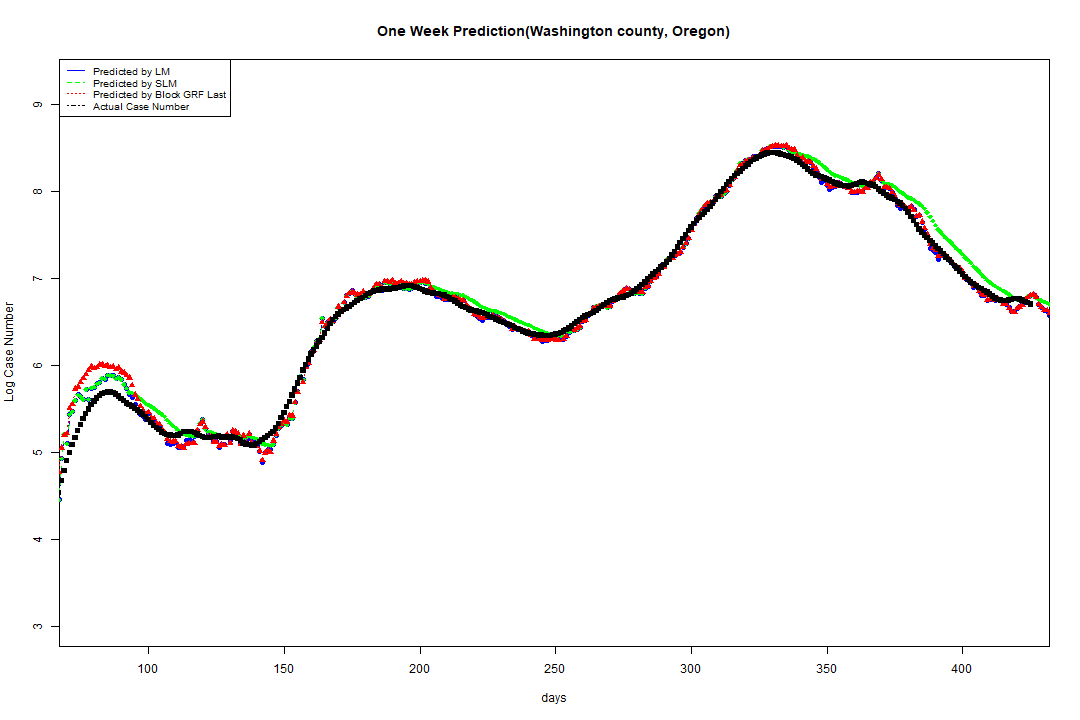 One Week Prediction(Washington county, Oregon)
Predicted by LM
Predicted by SLM
Predicted by Block GRF Last
Actual Case Number
9
8
7
6
5
4
3
Log Case Number
100 150 200 250 300 350 400
days